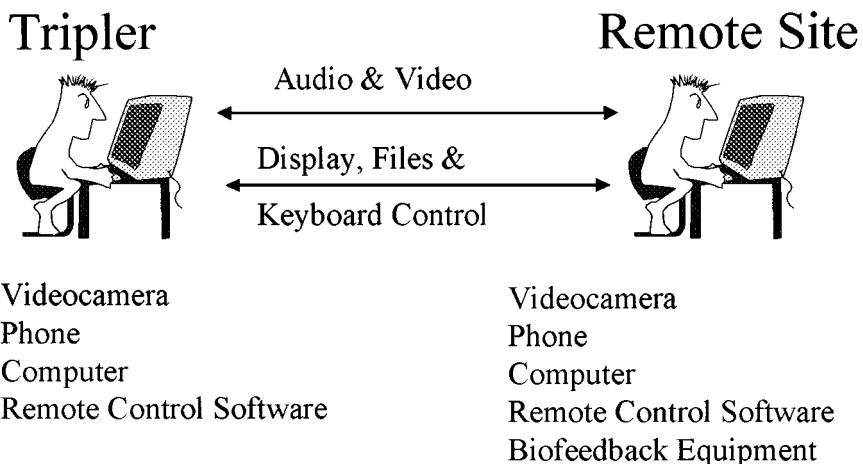 Tripler
Remote Site
Audio & Video
Display, Files &
Keyboard Control
Videocamera
Phone
Computer
Remote Control Software
Videocamera
Phone
Computer
Remote Control Software
Biofeedback Equipment